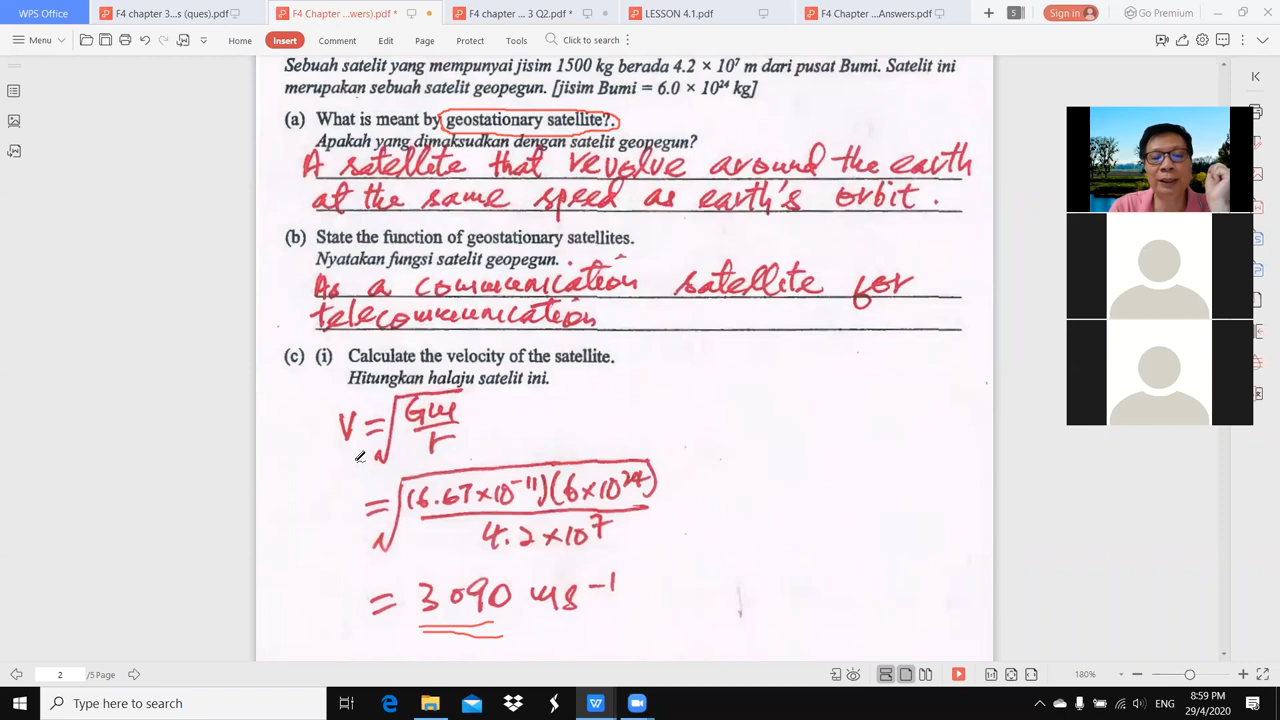 WPS Office
F4 chapter 3...s (ques).pdf
F4 Chapter ...wers).pdf *
F4 chapter ... 3 Q2.pdf *
LESSON 4.1.pdf
F4 Chapter ...Answers.pdf
S
Sign in
Go Premium
Menu
Home
Insert
Comment
Edit
Page
Protect
Tools
Click to search
Sebuah satelit yang mempunyai jisim 1500 kg berada 4.2 × 10⁷ m dari pusat Bumi. Satelit ini
merupakan sebuah satelit geopegun. [jisim Bumi = 6.0 × 10²⁴ kg]
(a) What is meant by geostationary satellite?.
Apakah yang dimaksudkan dengan satelit geopegun?
A satellite that revolve around the earth
at the same speed as earth's orbit.
(b) State the function of geostationary satellites.
Nyatakan fungsi satelit geopegun.
As a communication satellite for
telecommunication
(c) (i) Calculate the velocity of the satellite.
Hitungkan halaju satelit ini.
V = √(GM/r)
= √((6.67×10⁻¹¹)(6×10²⁴)/4.2×10⁷)
= 3090 ms⁻¹
2
/5 Page
180%
Type here to search
ENG
8:59 PM
29/4/2020